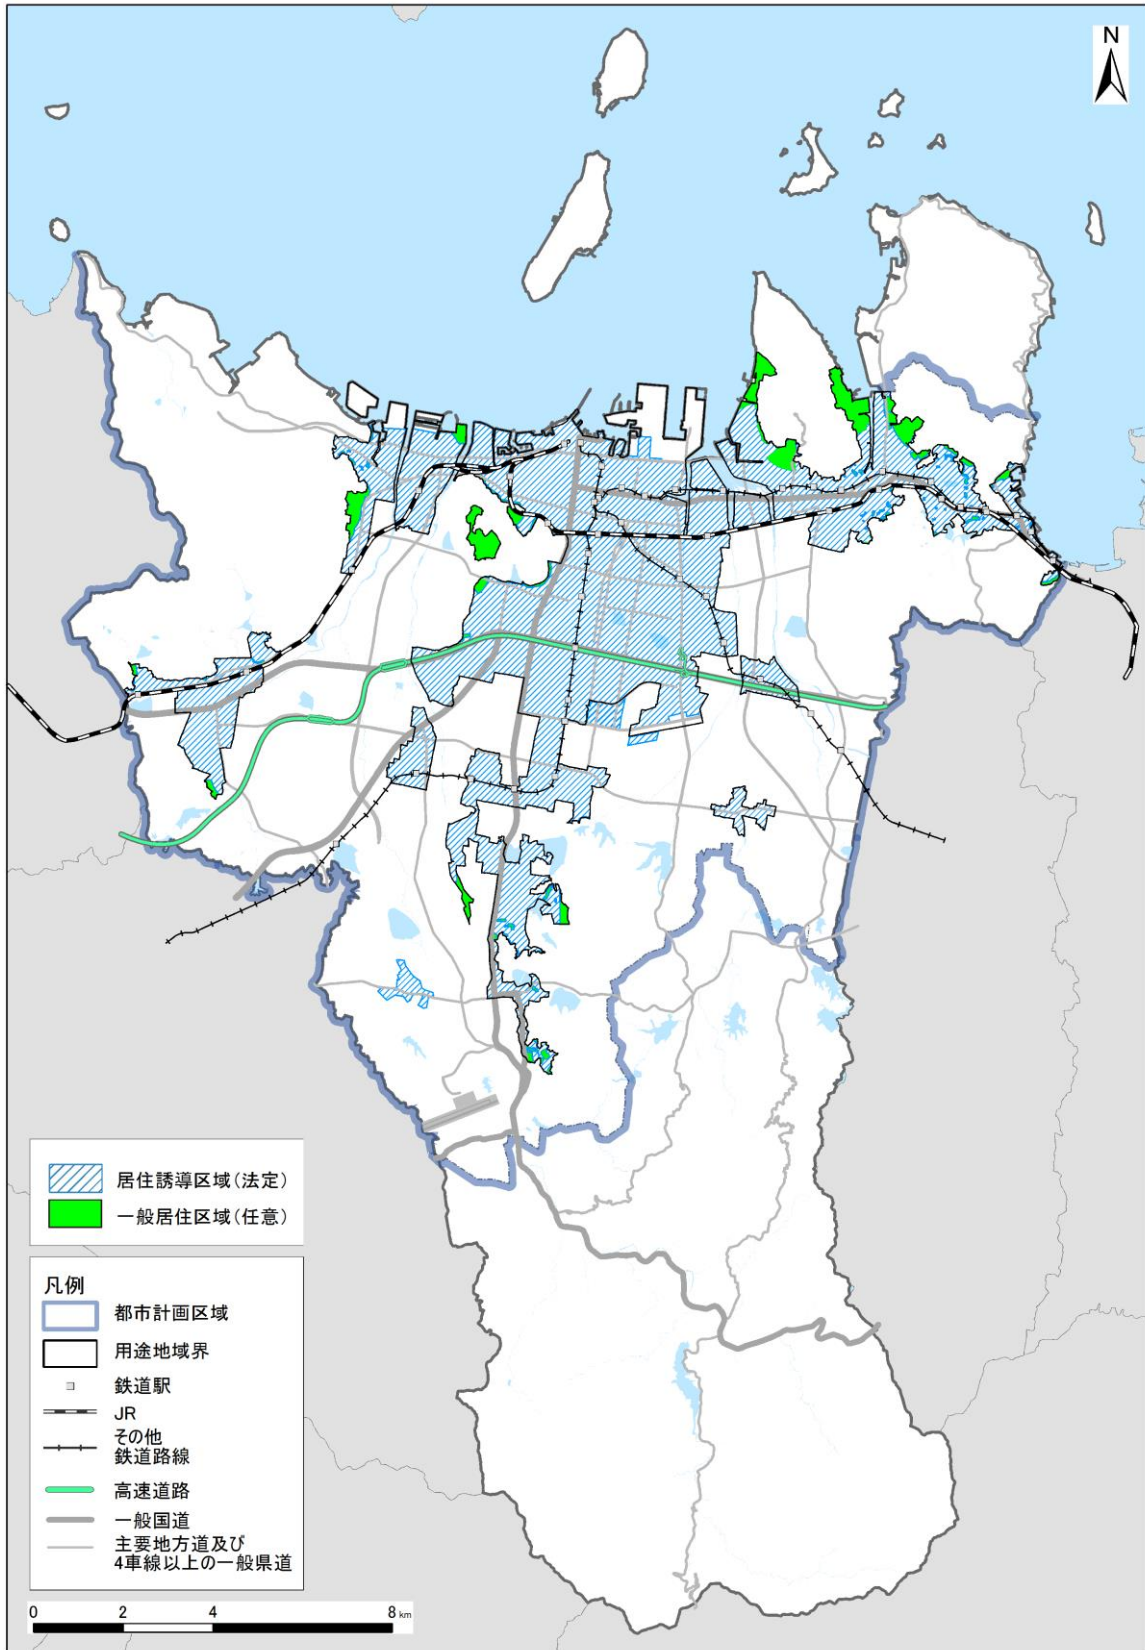 N
居住誘導区域(法定)
一般居住区域(任意)
凡例
都市計画区域
用途地域界
鉄道駅
JR
その他
鉄道路線
高速道路
一般国道
主要地方道及び
4車線以上の一般県道
0 2 4 8 km